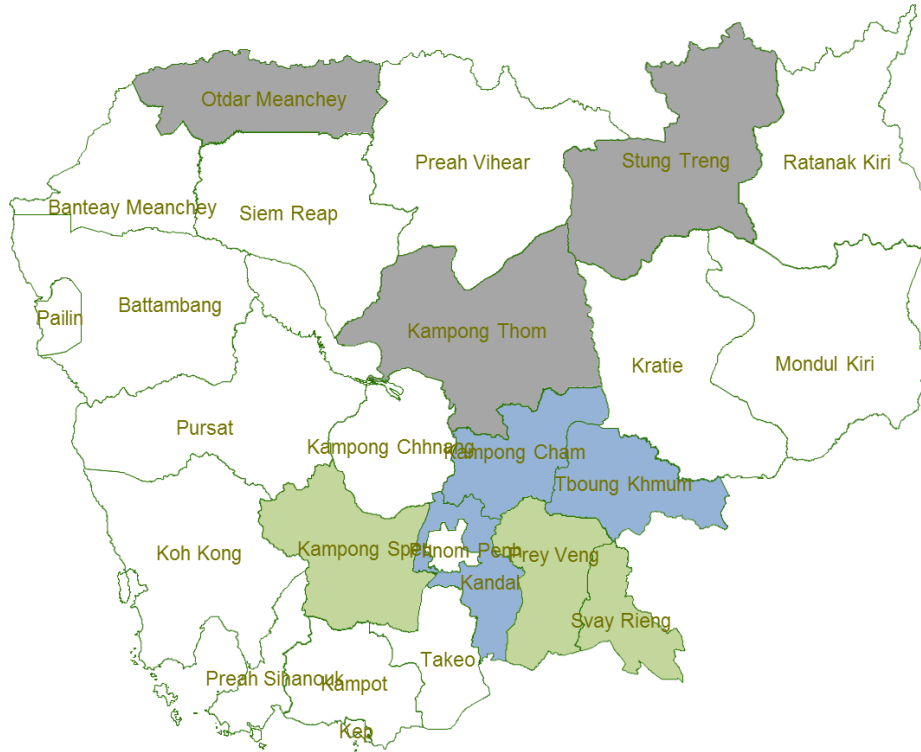 Otdar Meanchey
Preah Vihear
Stung Treng
Ratanak Kiri
Banteay Meanchey
Siem Reap
Battambang
Pailin
Kampong Thom
Kratie
Mondul Kiri
Pursat
Kampong Chhnang
Kampong Cham
Tboung Khmum
Koh Kong
Kampong Speu
Phnom Penh
Prey Veng
Kandal
Svay Rieng
Takeo
Preah Sihanouk
Kampot
Kep